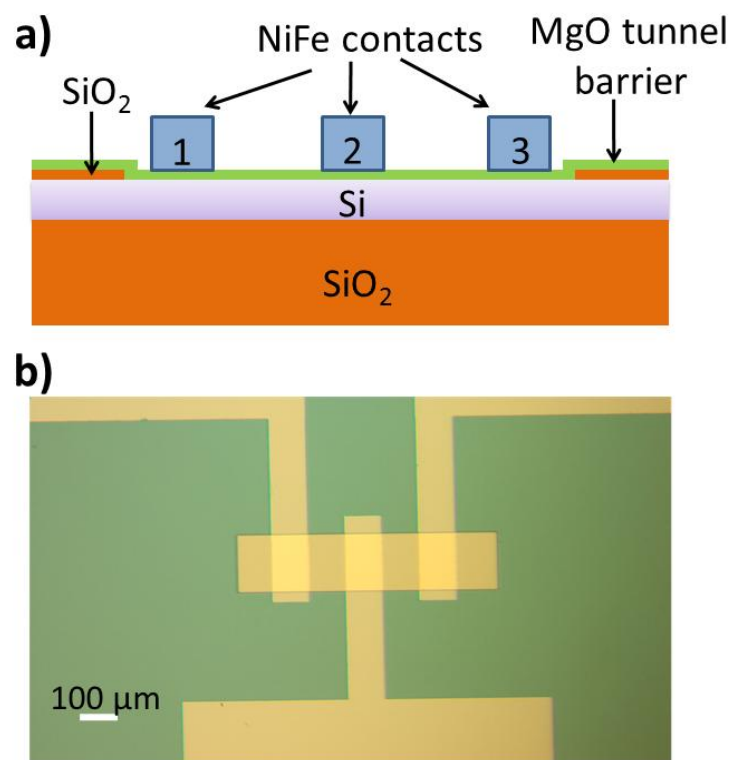 a)
NiFe contacts
MgO tunnel
barrier
SiO₂
1
2
3
Si
SiO₂
b)
100 μm